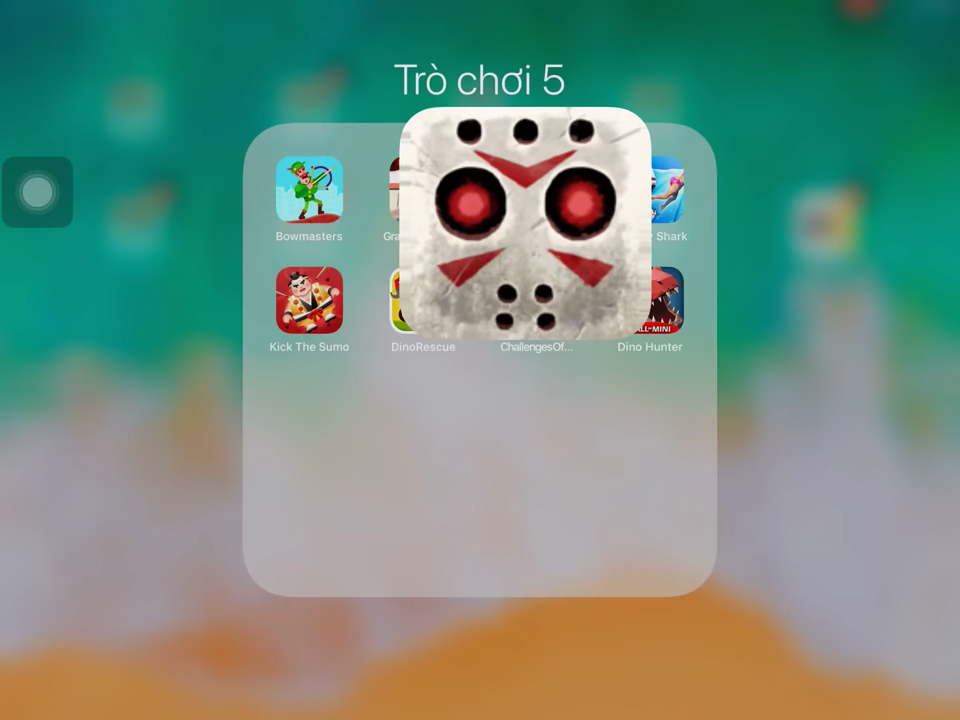 Trò chơi 5
Bowmasters
Shark
Kick The Sumo
DinoRescue
ChallengesOf...
Dino Hunter